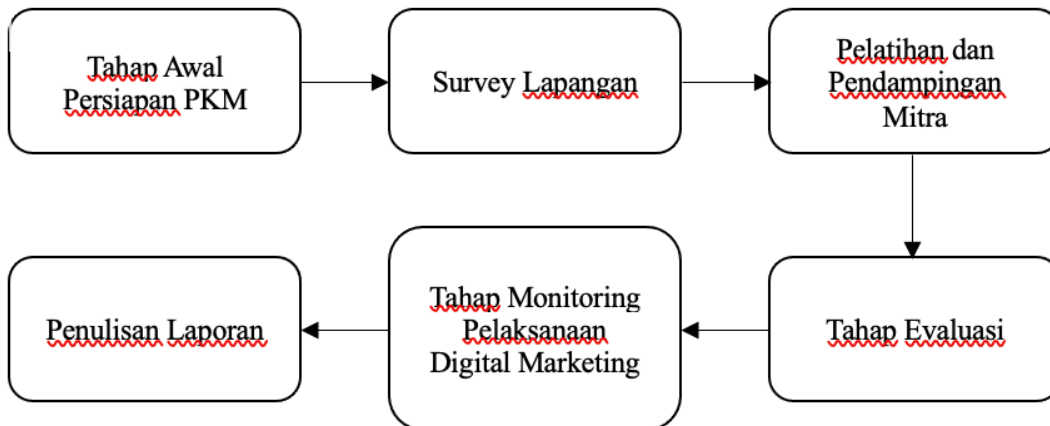 Tahap Awal
Persiapan PKM
Survey Lapangan
Pelatihan dan
Pendampingan
Mitra
Tahap Evaluasi
Tahap Monitoring
Pelaksanaan
Digital Marketing
Penulisan Laporan